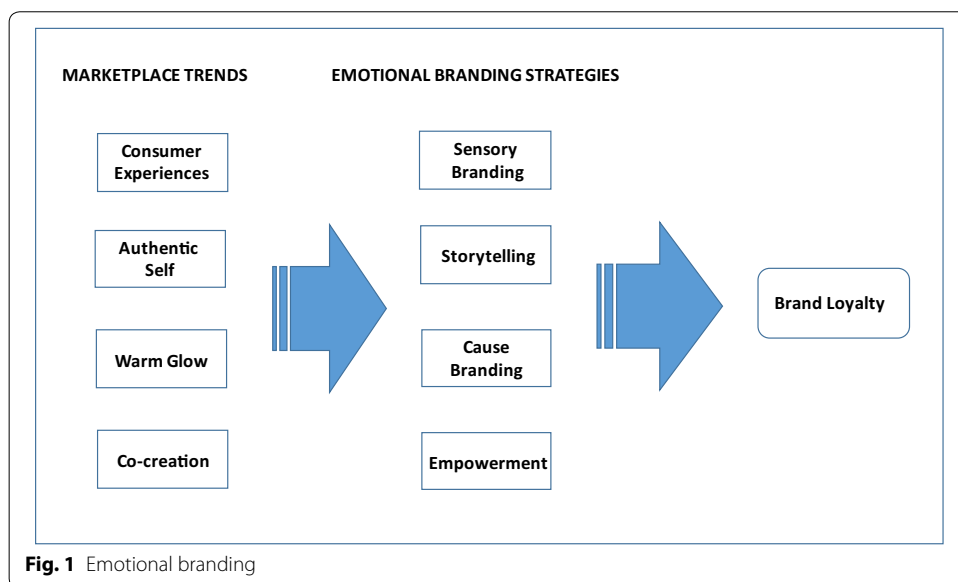 MARKETPLACE TRENDS
EMOTIONAL BRANDING STRATEGIES
Consumer
Experiences
Sensory
Branding
Authentic
Self
Storytelling
Brand Loyalty
Warm Glow
Cause
Branding
Co-creation
Empowerment
Fig. 1 Emotional branding